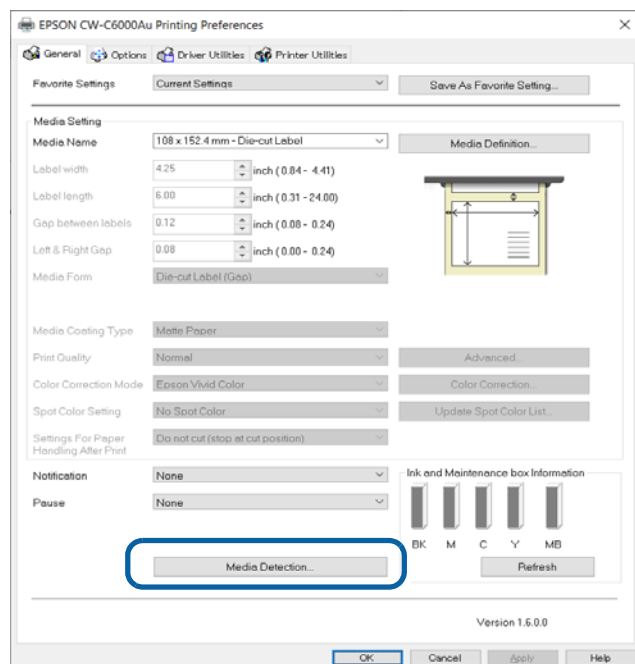 EPSON CW-C6000Au Printing Preferences
General Options Driver Utilities Printer Utilities
Favorite Settings Current Settings Save As Favorite Setting...
Media Setting
Media Name 108 x 152.4 mm - Die-cut Label Media Definition...
Label width 4.25 inch ( 0.84 - 4.41)
Label length 6.00 inch ( 0.31 - 24.00)
Gap between labels 0.12 inch ( 0.08 - 0.24)
Left & Right Gap 0.08 inch ( 0.00 - 0.24)
Media Form Die-cut Label (Gap)
Media Coating Type Matte Paper
Print Quality Normal Advanced...
Color Correction Mode Epson Vivid Color Color Correction...
Spot Color Setting No Spot Color Update Spot Color List...
Settings For Paper
Handling After Print Do not cut (stop at cut position)
Notification None Ink and Maintenance box Information
Pause None
BK M C Y MB
Media Detection... Refresh
Version 1.6.0.0
OK Cancel Apply Help